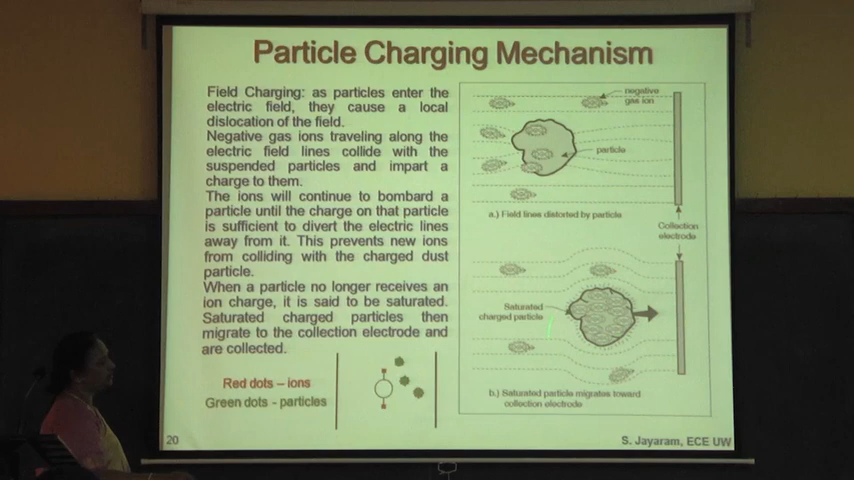 Particle Charging Mechanism
Field Charging: as particles enter the
electric field, they cause a local
dislocation of the field.
Negative gas ions traveling along the
electric field lines collide with the
suspended particles and impart a
charge to them.
The ions will continue to bombard a
particle until the charge on that particle
is sufficient to divert the electric lines
away from it. This prevents new ions
from colliding with the charged dust
particle.
When a particle no longer receives an
ion charge, it is said to be saturated.
Saturated charged particles then
migrate to the collection electrode and
are collected.
Red dots – ions
Green dots - particles
negative
gas ion
particle
a.) Field lines distorted by particle
Collection
electrode
Saturated
charged particle
b.) Saturated particle migrates toward
collection electrode
20
S. Jayaram, ECE UW